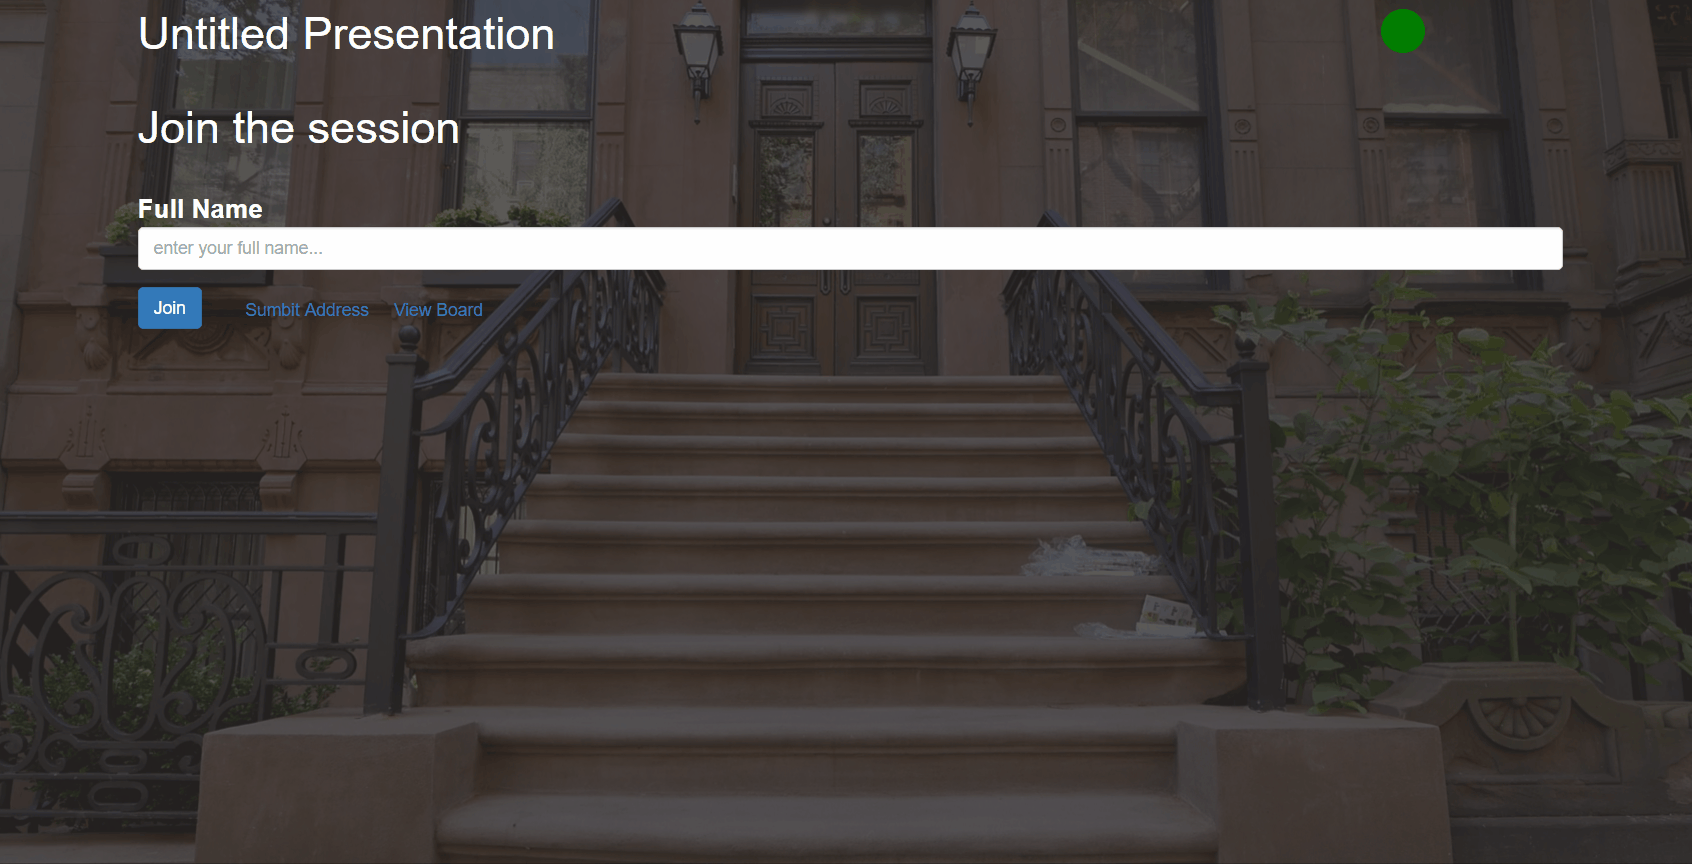 Untitled Presentation
Join the session
Full Name
enter your full name...
Join Sumbit Address View Board